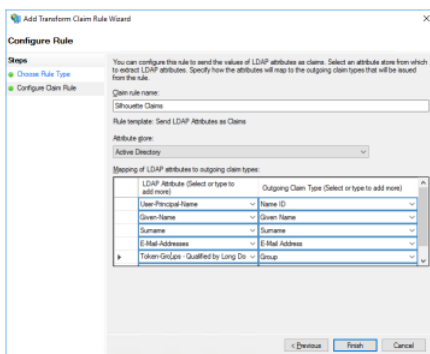 Add Transform Claim Rule Wizard
Configure Rule
Steps
Choose Rule Type
Configure Claim Rule
You can configure this rule to send the values of LDAP attributes as claims. Select an attribute store from which
to extract LDAP attributes. Specify how the attributes will map to the outgoing claim types that will be issued
from the rule.
Claim rule name:
Silhouette Claims
Rule template: Send LDAP Attributes as Claims
Attribute store:
Active Directory
Mapping of LDAP attributes to outgoing claim types:
LDAP Attribute (Select or type to
add more)
Outgoing Claim Type (Select or type to add more)
User-Principal-Name
Name ID
Given-Name
Given Name
Surname
Surname
E-Mail-Addresses
E-Mail Address
Token-Groups - Qualified by Long Do
Group
< Previous
Finish
Cancel